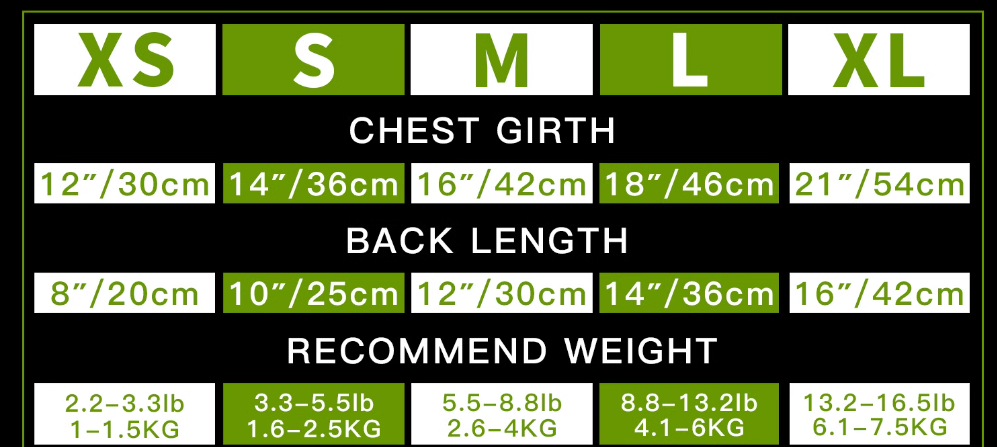 XS S M L XL
CHEST GIRTH
12″/30cm 14″/36cm 16″/42cm 18″/46cm 21″/54cm
BACK LENGTH
8″/20cm 10″/25cm 12″/30cm 14″/36cm 16″/42cm
RECOMMEND WEIGHT
2.2–3.3lb 3.3–5.5lb 5.5–8.8lb 8.8–13.2lb 13.2–16.5lb
1–1.5KG 1.6–2.5KG 2.6–4KG 4.1–6KG 6.1–7.5KG